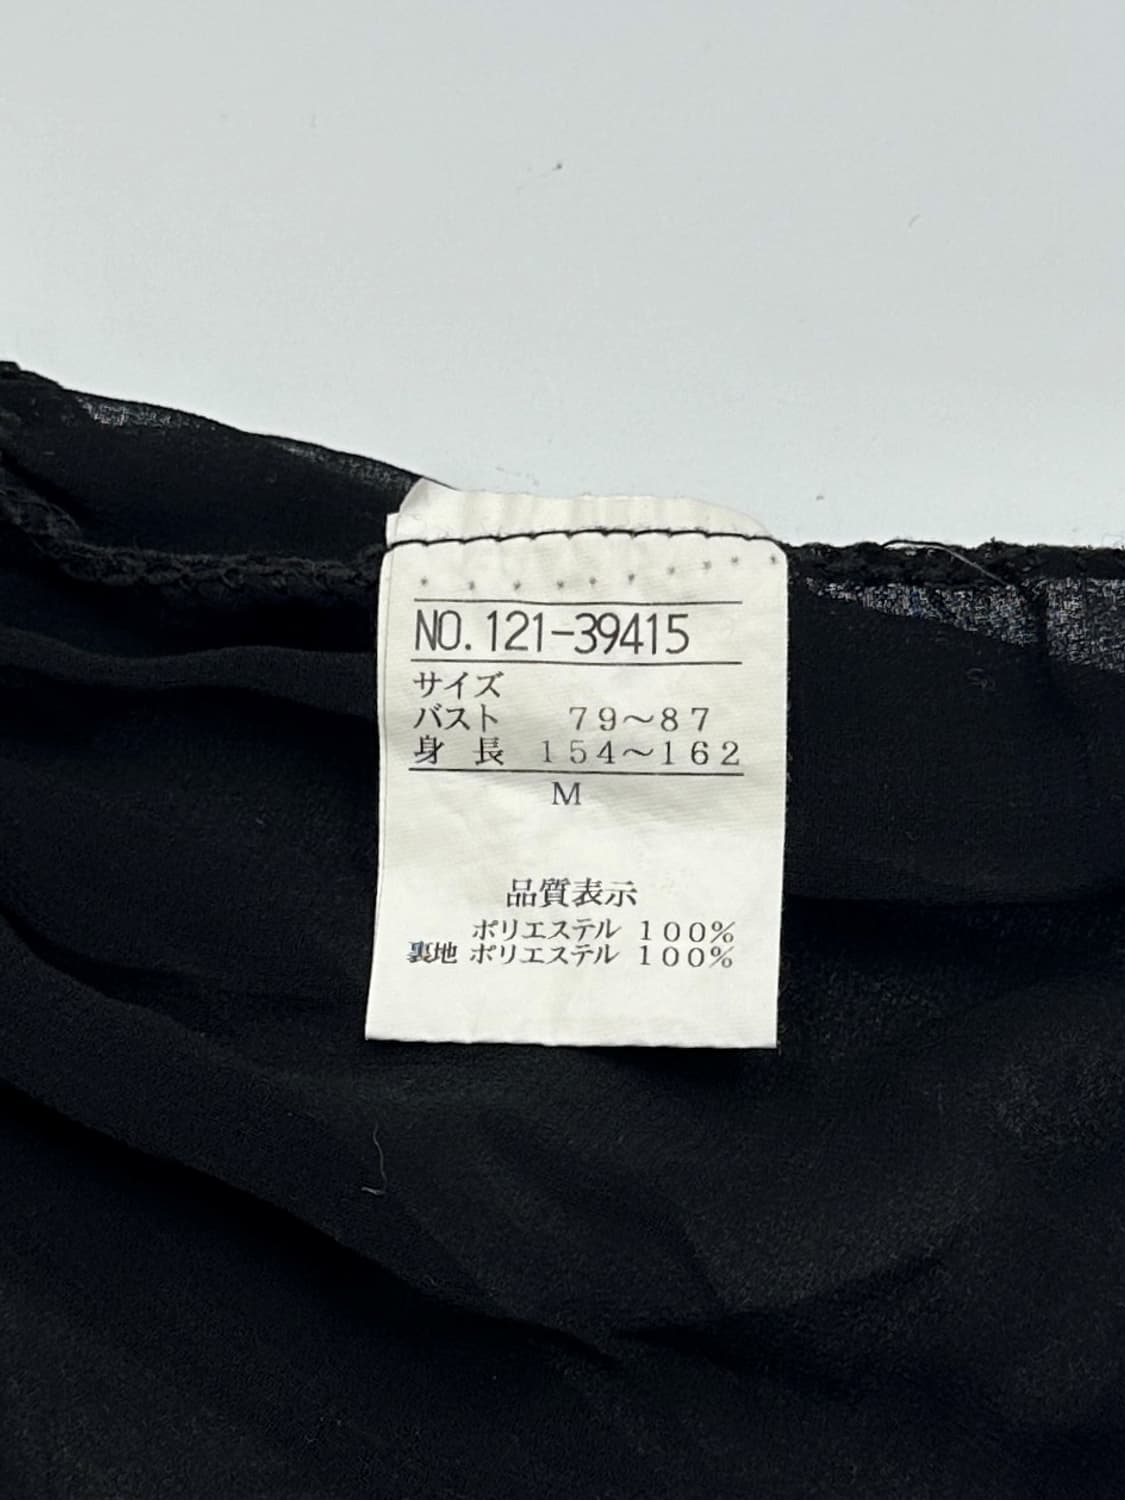 NO. 121-39415
サイズ
バスト 79～87
身 長 154～162
M
品質表示
ポリエステル 100%
裏地 ポリエステル 100%